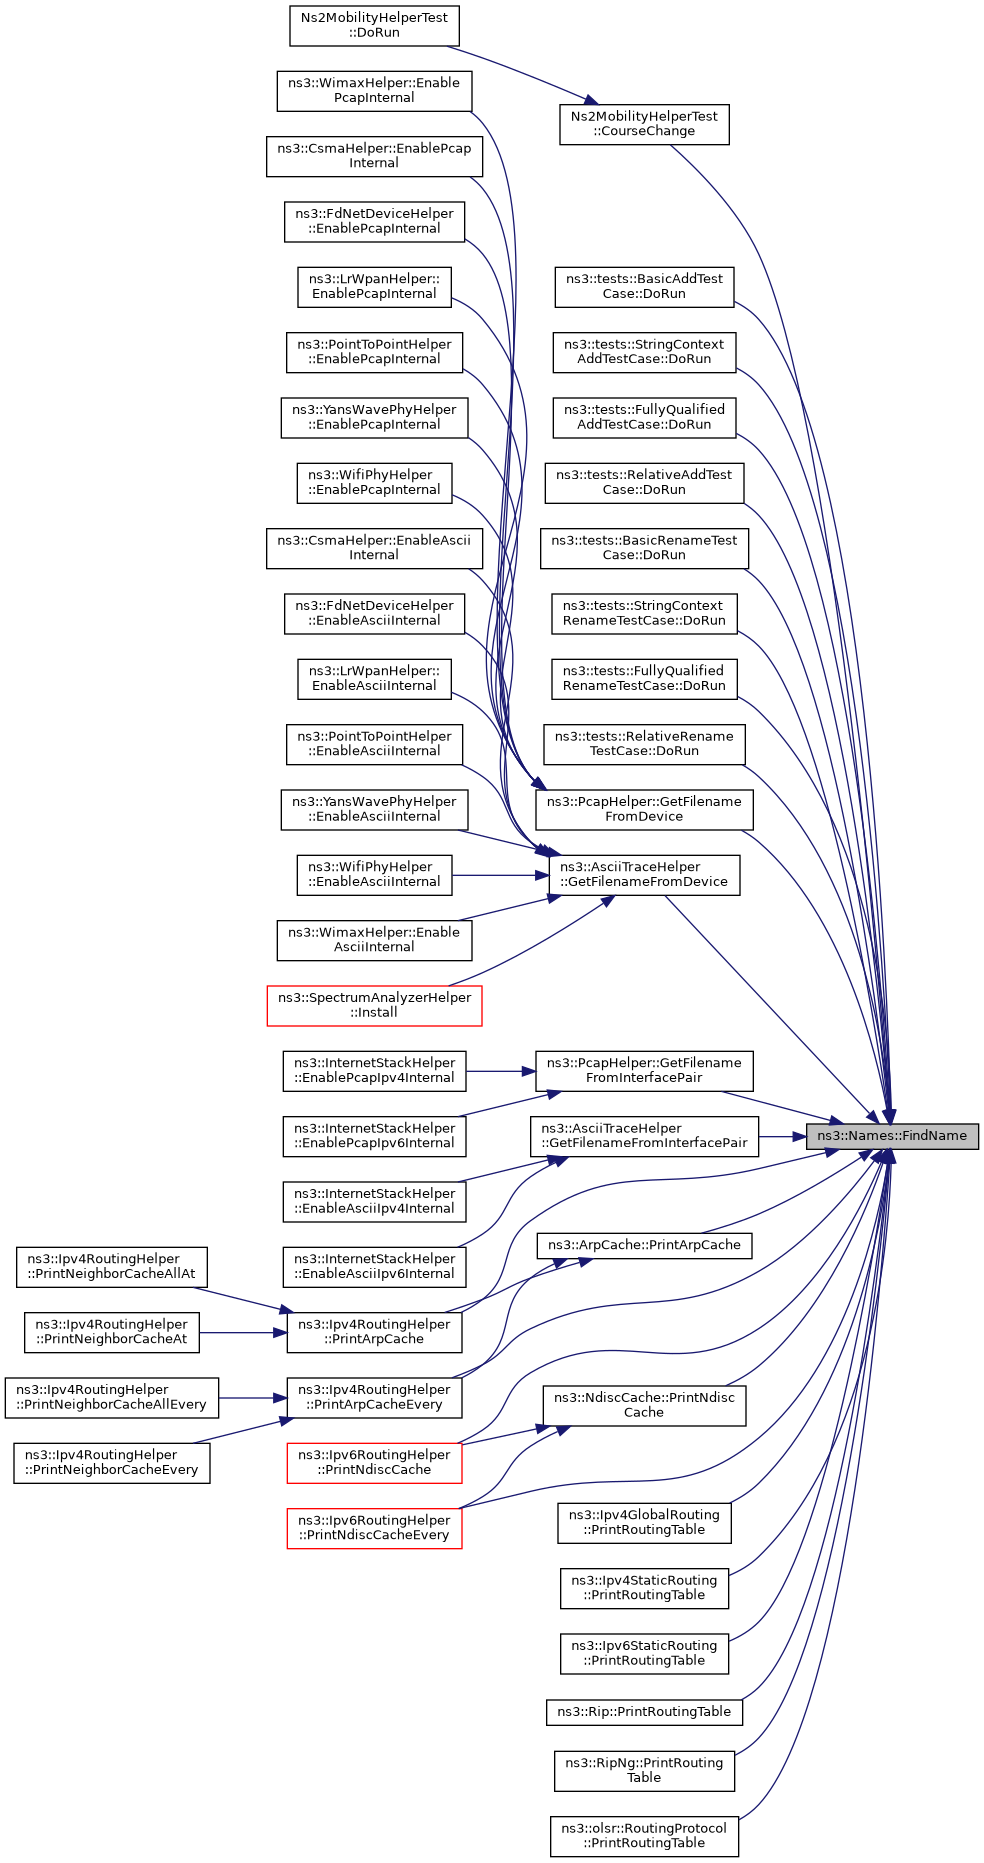 Ns2MobilityHelperTest
::DoRun
ns3::WimaxHelper::Enable
PcapInternal
ns3::CsmaHelper::EnablePcap
Internal
ns3::FdNetDeviceHelper
::EnablePcapInternal
ns3::LrWpanHelper::
EnablePcapInternal
ns3::PointToPointHelper
::EnablePcapInternal
ns3::YansWavePhyHelper
::EnablePcapInternal
ns3::WifiPhyHelper
::EnablePcapInternal
ns3::CsmaHelper::EnableAscii
Internal
ns3::FdNetDeviceHelper
::EnableAsciiInternal
ns3::LrWpanHelper::
EnableAsciiInternal
ns3::PointToPointHelper
::EnableAsciiInternal
ns3::YansWavePhyHelper
::EnableAsciiInternal
ns3::WifiPhyHelper
::EnableAsciiInternal
ns3::WimaxHelper::Enable
AsciiInternal
ns3::SpectrumAnalyzerHelper
::Install
ns3::InternetStackHelper
::EnablePcapIpv4Internal
ns3::InternetStackHelper
::EnablePcapIpv6Internal
ns3::InternetStackHelper
::EnableAsciiIpv4Internal
ns3::InternetStackHelper
::EnableAsciiIpv6Internal
ns3::Ipv4RoutingHelper
::PrintNeighborCacheAllAt
ns3::Ipv4RoutingHelper
::PrintNeighborCacheAt
ns3::Ipv4RoutingHelper
::PrintNeighborCacheAllEvery
ns3::Ipv4RoutingHelper
::PrintNeighborCacheEvery
ns3::Ipv4RoutingHelper
::PrintArpCache
ns3::Ipv4RoutingHelper
::PrintArpCacheEvery
ns3::Ipv6RoutingHelper
::PrintNdiscCache
ns3::Ipv6RoutingHelper
::PrintNdiscCacheEvery
Ns2MobilityHelperTest
::CourseChange
ns3::tests::BasicAddTest
Case::DoRun
ns3::tests::StringContext
AddTestCase::DoRun
ns3::tests::FullyQualified
AddTestCase::DoRun
ns3::tests::RelativeAddTest
Case::DoRun
ns3::tests::BasicRenameTest
Case::DoRun
ns3::tests::StringContext
RenameTestCase::DoRun
ns3::tests::FullyQualified
RenameTestCase::DoRun
ns3::tests::RelativeRename
TestCase::DoRun
ns3::PcapHelper::GetFilename
FromDevice
ns3::AsciiTraceHelper
::GetFilenameFromDevice
ns3::PcapHelper::GetFilename
FromInterfacePair
ns3::AsciiTraceHelper
::GetFilenameFromInterfacePair
ns3::ArpCache::PrintArpCache
ns3::NdiscCache::PrintNdisc
Cache
ns3::Ipv4GlobalRouting
::PrintRoutingTable
ns3::Ipv4StaticRouting
::PrintRoutingTable
ns3::Ipv6StaticRouting
::PrintRoutingTable
ns3::Rip::PrintRoutingTable
ns3::RipNg::PrintRouting
Table
ns3::olsr::RoutingProtocol
::PrintRoutingTable
ns3::Names::FindName